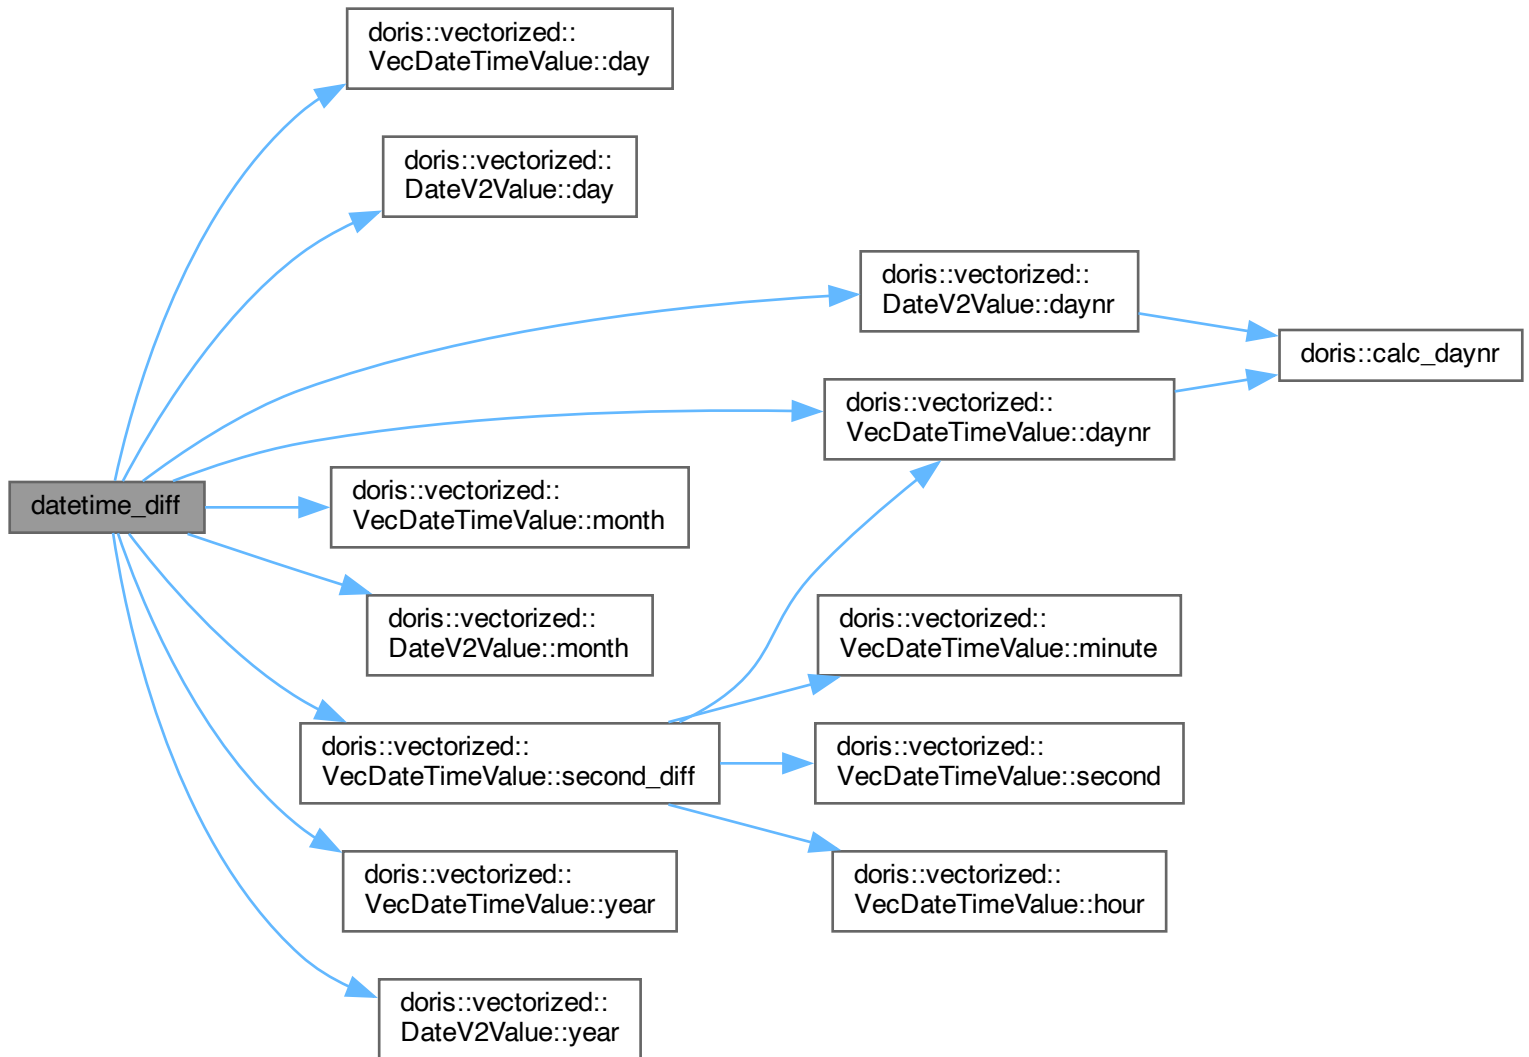 doris::vectorized::
VecDateTimeValue::day
doris::vectorized::
DateV2Value::day
doris::vectorized::
DateV2Value::daynr
doris::calc_daynr
doris::vectorized::
VecDateTimeValue::daynr
datetime_diff
doris::vectorized::
VecDateTimeValue::month
doris::vectorized::
DateV2Value::month
doris::vectorized::
VecDateTimeValue::minute
doris::vectorized::
VecDateTimeValue::second_diff
doris::vectorized::
VecDateTimeValue::second
doris::vectorized::
VecDateTimeValue::year
doris::vectorized::
VecDateTimeValue::hour
doris::vectorized::
DateV2Value::year